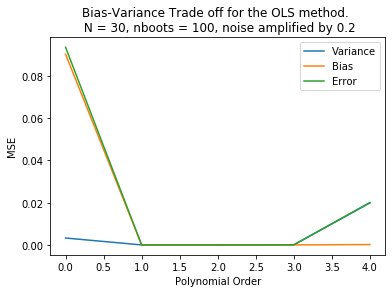 Bias-Variance Trade off for the OLS method.
N = 30, nboots = 100, noise amplified by 0.2
Variance
Bias
Error
MSE
0.08
0.06
0.04
0.02
0.00
0.0 0.5 1.0 1.5 2.0 2.5 3.0 3.5 4.0
Polynomial Order